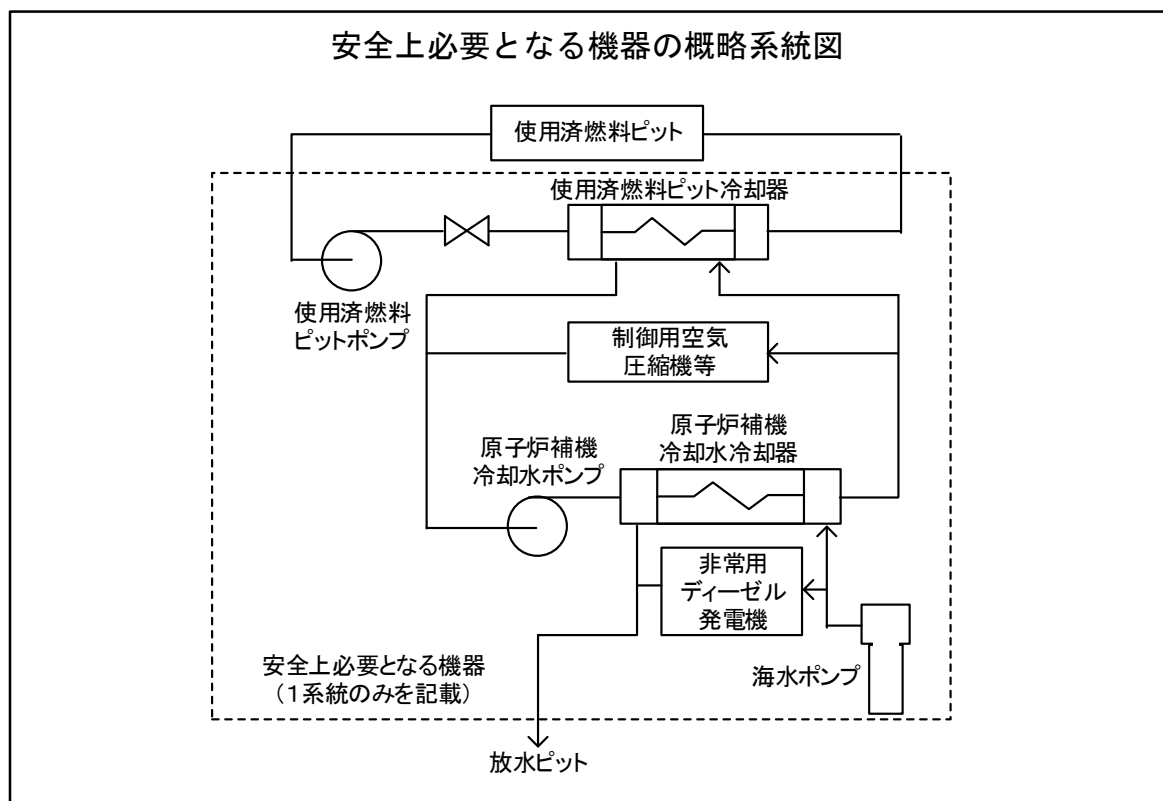 安全上必要となる機器の概略系統図
使用済燃料ピット
使用済燃料ピット冷却器
使用済燃料
ピットポンプ
制御用空気
圧縮機等
原子炉補機
冷却水ポンプ
原子炉補機
冷却水冷却器
非常用
ディーゼル
発電機
海水ポンプ
安全上必要となる機器
(1系統のみを記載)
放水ピット